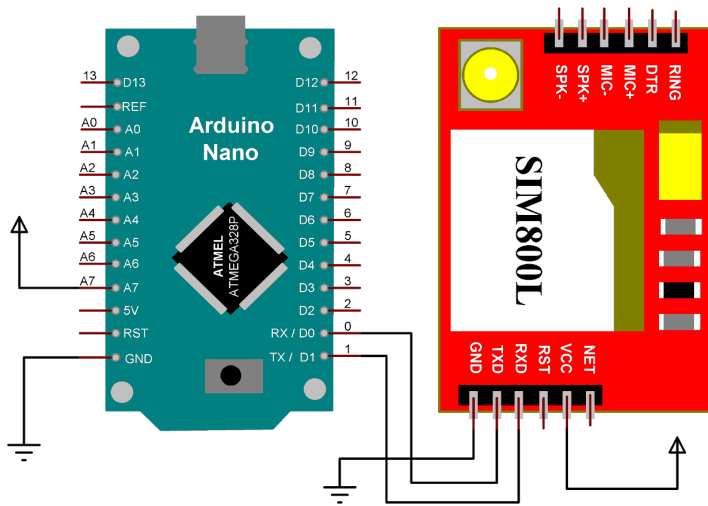 13 D13
REF
A0 A0
A1 A1
A2 A2
A3 A3
A4 A4
A5 A5
A6 A6
A7 A7
5V
RST
GND
Arduino
Nano
ATMEL
ATMEGA328P
D12 12
D11 11
D10 10
D9 9
D8 8
D7 7
D6 6
D5 5
D4 4
D3 3
D2 2
RX / D0 0
TX / D1 1
SPK-
SPK+
MIC-
MIC+
DTR
RING
SIM800L
GND
TXD
RXD
RST
VCC
NET